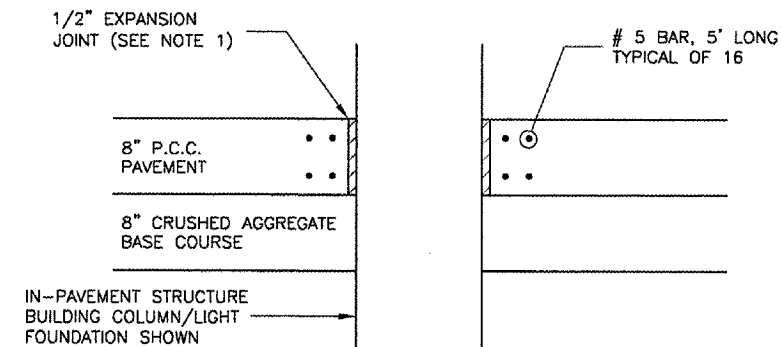 1/2" EXPANSION
JOINT (SEE NOTE 1)
# 5 BAR, 5' LONG
TYPICAL OF 16
8" P.C.C.
PAVEMENT
8" CRUSHED AGGREGATE
BASE COURSE
IN-PAVEMENT STRUCTURE
BUILDING COLUMN/LIGHT
FOUNDATION SHOWN